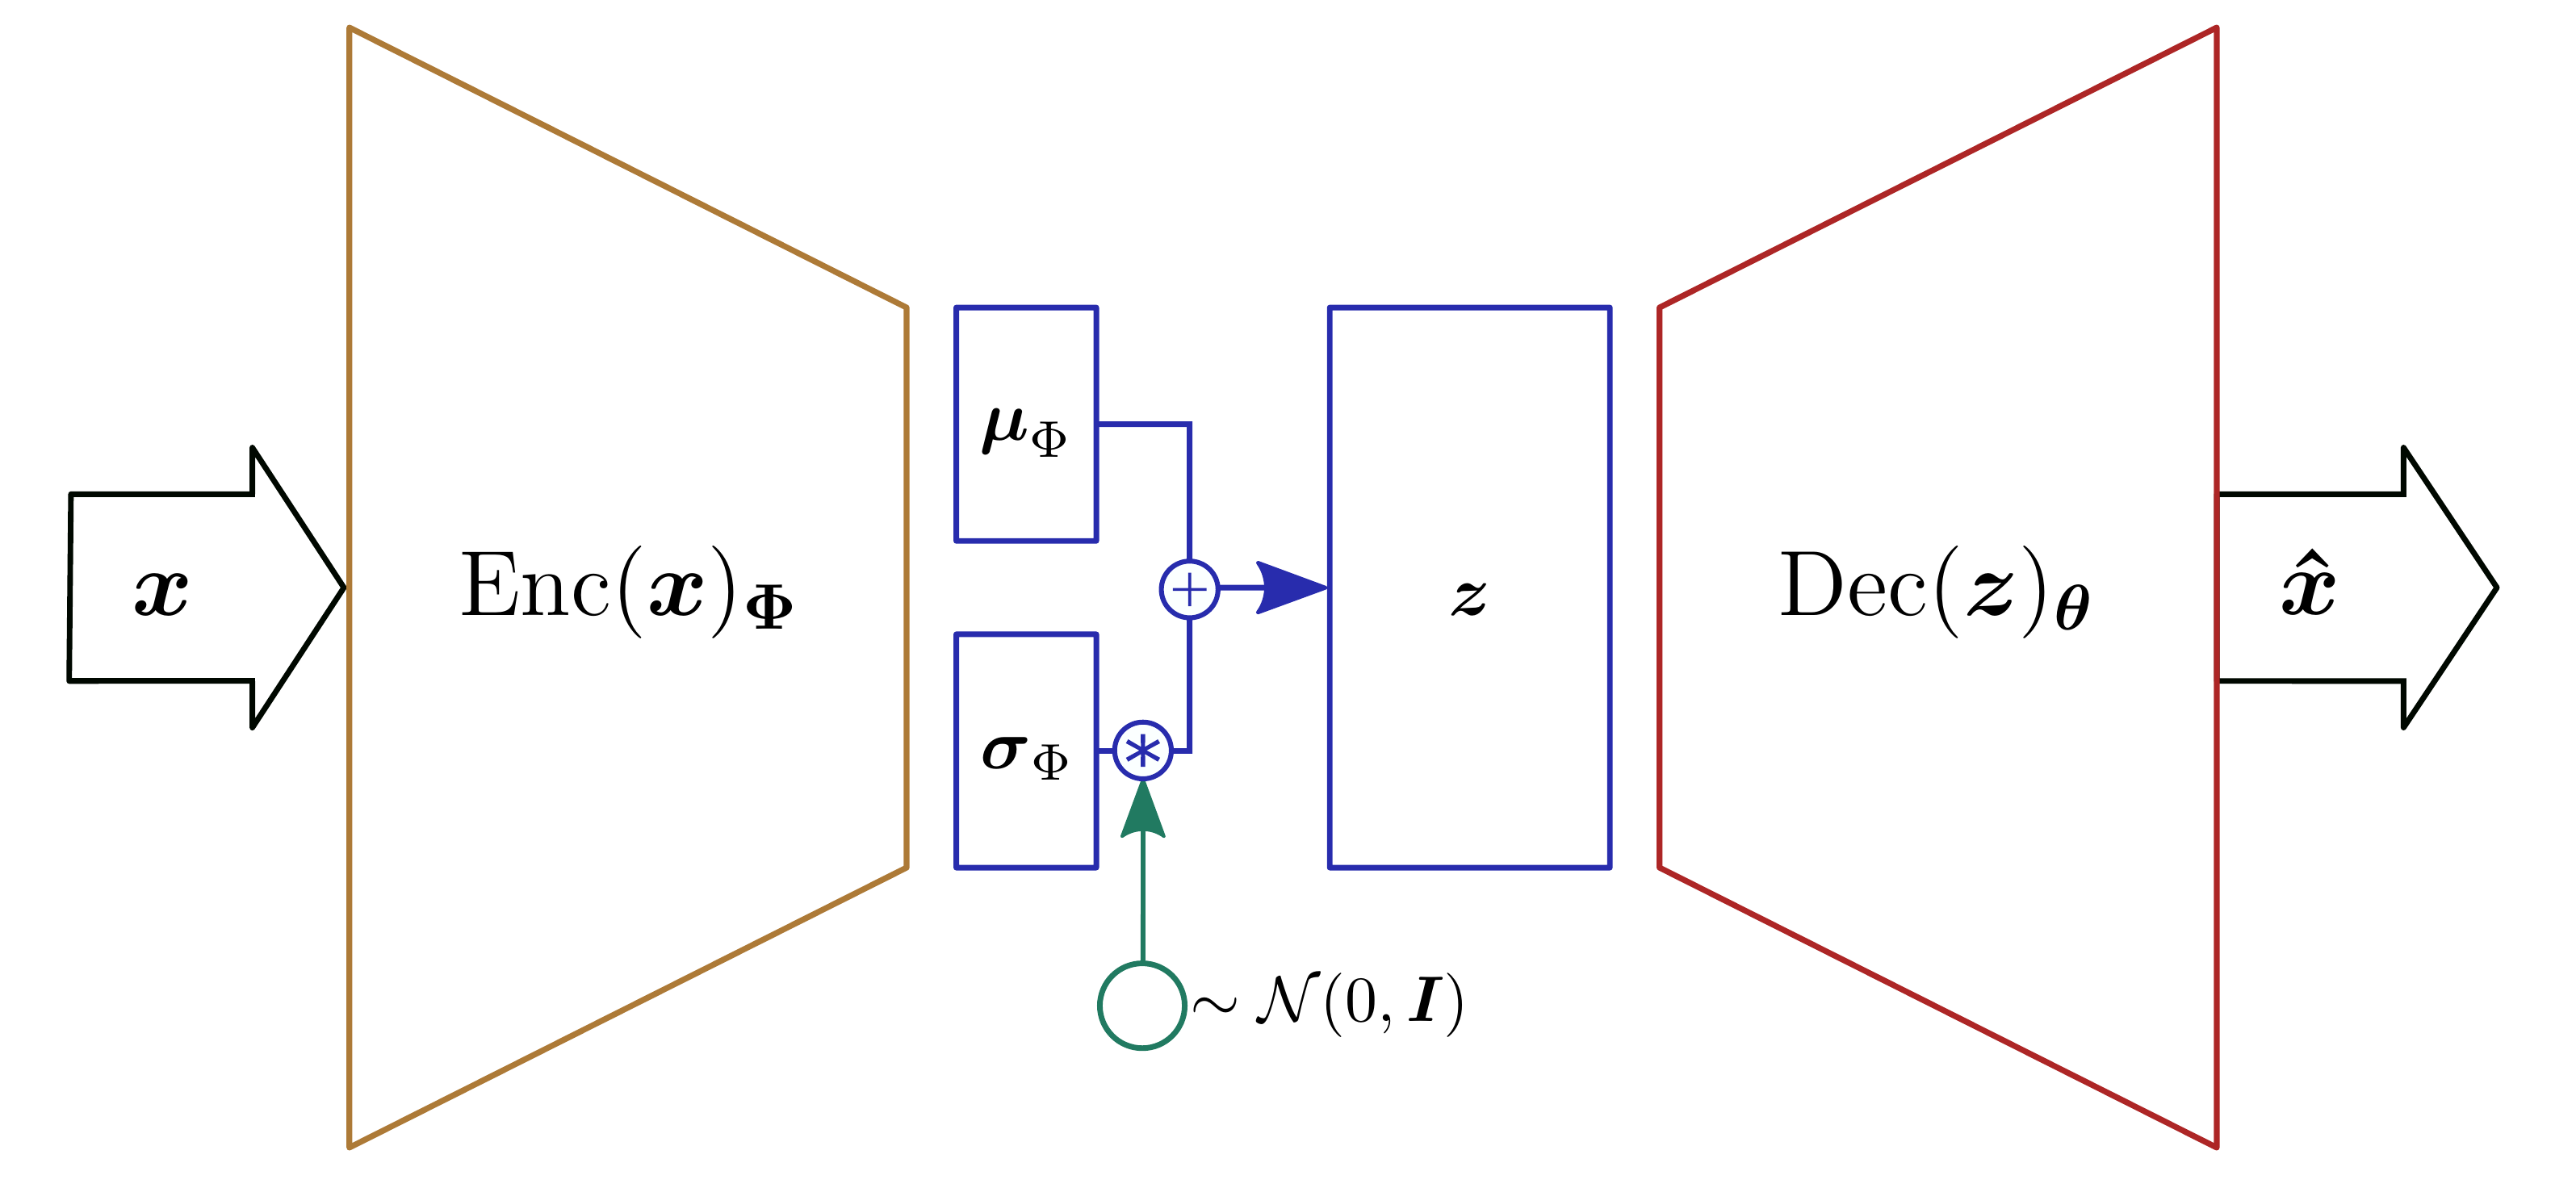 x
Enc(x)Φ
μΦ
σΦ
+
*
∼ 𝒩(0, I)
z
Dec(z)θ
x̂